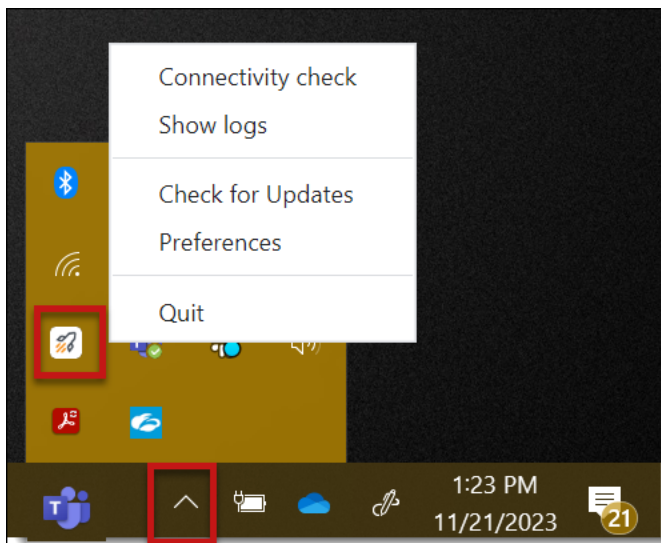 Connectivity check
Show logs
Check for Updates
Preferences
Quit
T
1:23 PM
11/21/2023
21